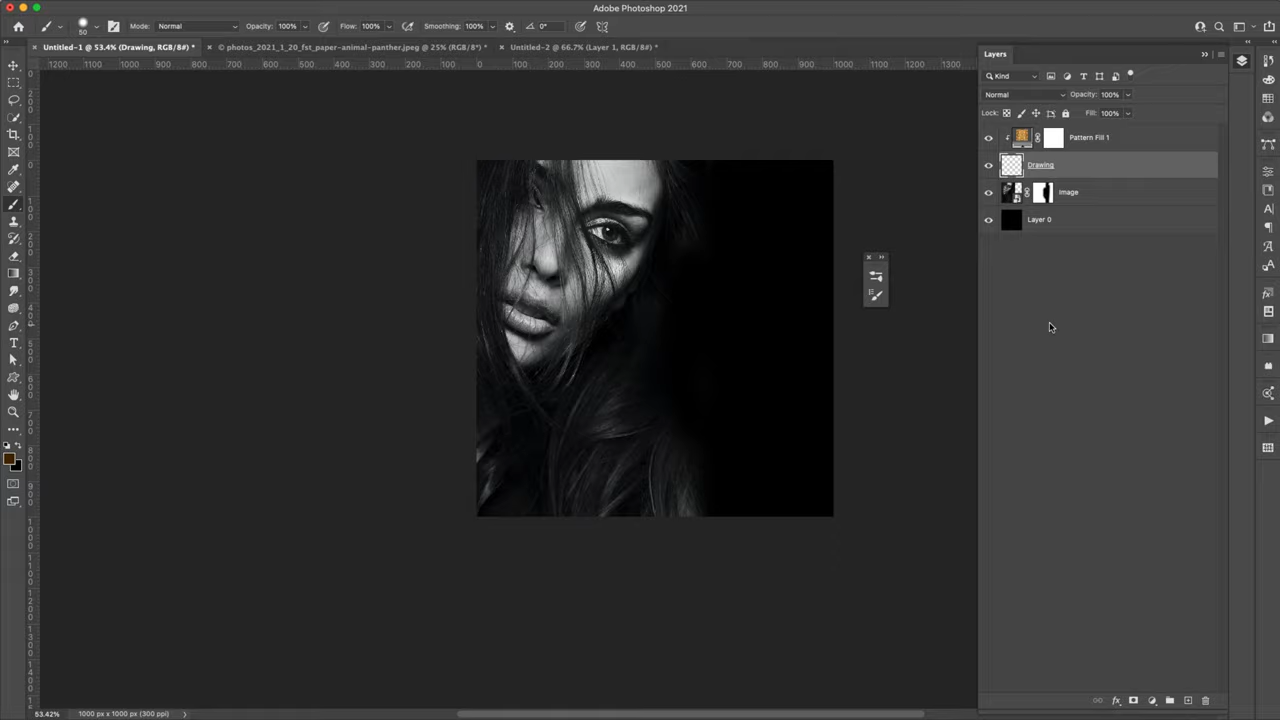 Adobe Photoshop 2021
50 Mode: Normal Opacity: 100% Flow: 100% Smoothing: 100% 0°
Untitled-1 @ 53.4% (Drawing, RGB/8#) * © photos_2021_1_20_fst_paper-animal-panther.jpeg @ 25% (RGB/8*) * Untitled-2 @ 66.7% (Layer 1, RGB/8#) *
1200 1100 1000 900 800 700 600 500 400 300 200 100 0 100 200 300 400 500 600 700 800 900 1000 1100 1200 1300
Layers
Kind
Normal Opacity: 100%
Lock: Fill: 100%
Pattern Fill 1
Drawing
Image
Layer 0
53.42% 1000 px x 1000 px (300 ppi)